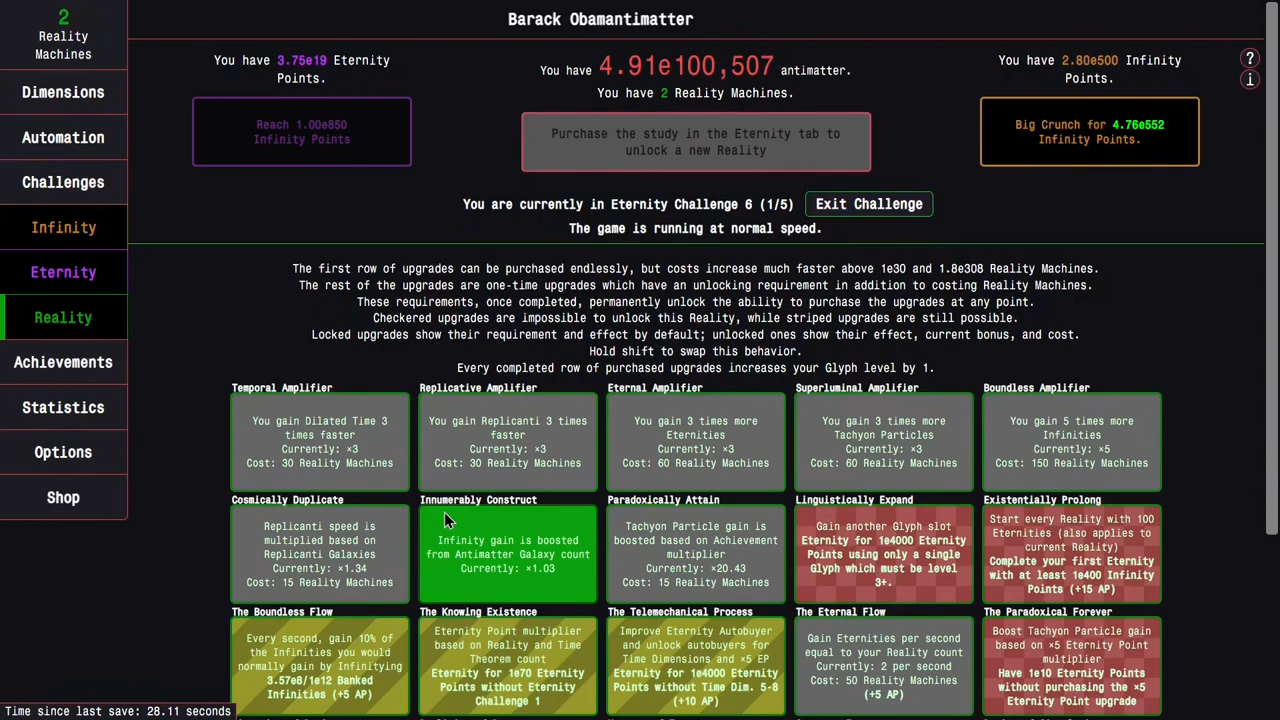 2
Reality
Machines
Dimensions
Automation
Challenges
Infinity
Eternity
Reality
Achievements
Statistics
Options
Shop
Barack Obamantimatter
You have 3.75e19 Eternity
Points.
Reach 1.00e850
Infinity Points
You have 4.91e100,507 antimatter.
You have 2 Reality Machines.
Purchase the study in the Eternity tab to
unlock a new Reality
You have 2.80e500 Infinity
Points.
Big Crunch for 4.76e552
Infinity Points.
?
i
You are currently in Eternity Challenge 6 (1/5)
Exit Challenge
The game is running at normal speed.
The first row of upgrades can be purchased endlessly, but costs increase much faster above 1e30 and 1.8e308 Reality Machines.
The rest of the upgrades are one-time upgrades which have an unlocking requirement in addition to costing Reality Machines.
These requirements, once completed, permanently unlock the ability to purchase the upgrades at any point.
Checkered upgrades are impossible to unlock this Reality, while striped upgrades are still possible.
Locked upgrades show their requirement and effect by default; unlocked ones show their effect, current bonus, and cost.
Hold shift to swap this behavior.
Every completed row of purchased upgrades increases your Glyph level by 1.
Temporal Amplifier
You gain Dilated Time 3
times faster
Currently: ×3
Cost: 30 Reality Machines
Replicative Amplifier
You gain Replicanti 3 times
faster
Currently: ×3
Cost: 30 Reality Machines
Eternal Amplifier
You gain 3 times more
Eternities
Currently: ×3
Cost: 60 Reality Machines
Superluminal Amplifier
You gain 3 times more
Tachyon Particles
Currently: ×3
Cost: 60 Reality Machines
Boundless Amplifier
You gain 5 times more
Infinities
Currently: ×5
Cost: 150 Reality Machines
Cosmically Duplicate
Replicanti speed is
multiplied based on
Replicanti Galaxies
Currently: ×1.34
Cost: 15 Reality Machines
Innumerably Construct
Infinity gain is boosted
from Antimatter Galaxy count
Currently: ×1.03
Paradoxically Attain
Tachyon Particle gain is
boosted based on Achievement
multiplier
Currently: ×20.43
Cost: 15 Reality Machines
Linguistically Expand
Gain another Glyph slot
Eternity for 1e4000 Eternity
Points using only a single
Glyph which must be level
3+.
Existentially Prolong
Start every Reality with 100
Eternities (also applies to
current Reality)
Complete your first Eternity
with at least 1e400 Infinity
Points (+15 AP)
The Boundless Flow
Every second, gain 10% of
the Infinities you would
normally gain by Infinitying
3.57e8/1e12 Banked
Infinities (+5 AP)
The Knowing Existence
Eternity Point multiplier
based on Reality and Time
Theorem count
Eternity for 1e70 Eternity
Points without Eternity
Challenge 1
The Telemechanical Process
Improve Eternity Autobuyer
and unlock autobuyers for
Time Dimensions and ×5 EP
Eternity for 1e4000 Eternity
Points without Time Dim. 5-8
(+10 AP)
The Eternal Flow
Gain Eternities per second
equal to your Reality count
Currently: 2 per second
Cost: 50 Reality Machines
(+5 AP)
The Paradoxical Forever
Boost Tachyon Particle gain
based on ×5 Eternity Point
multiplier
Have 1e10 Eternity Points
without purchasing the ×5
Eternity Point upgrade
Time since last save: 28.11 seconds